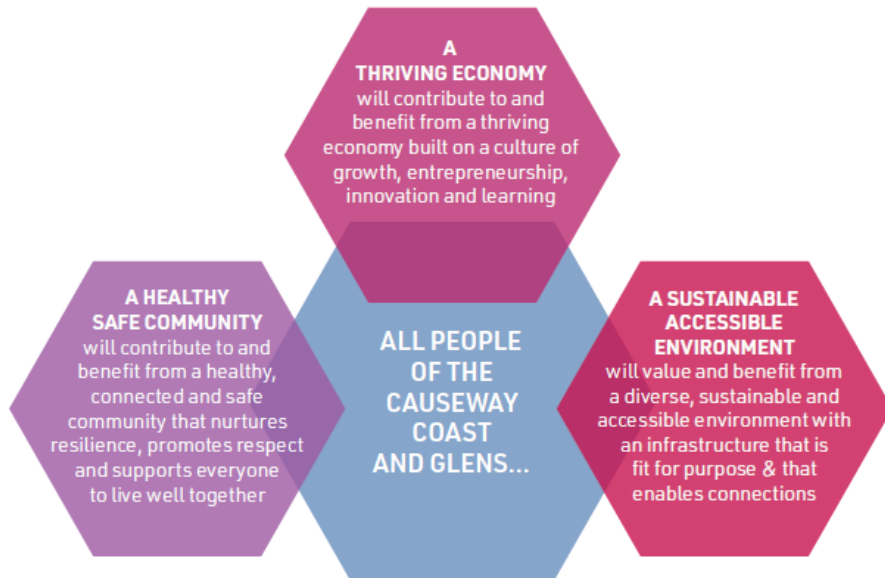 A
THRIVING ECONOMY
will contribute to and
benefit from a thriving
economy built on a culture of
growth, entrepreneurship,
innovation and learning
A HEALTHY
SAFE COMMUNITY
will contribute to and
benefit from a healthy,
connected and safe
community that nurtures
resilience, promotes respect
and supports everyone
to live well together
ALL PEOPLE
OF THE
CAUSEWAY
COAST
AND GLENS...
A SUSTAINABLE
ACCESSIBLE
ENVIRONMENT
will value and benefit from
a diverse, sustainable and
accessible environment with
an infrastructure that is
fit for purpose & that
enables connections